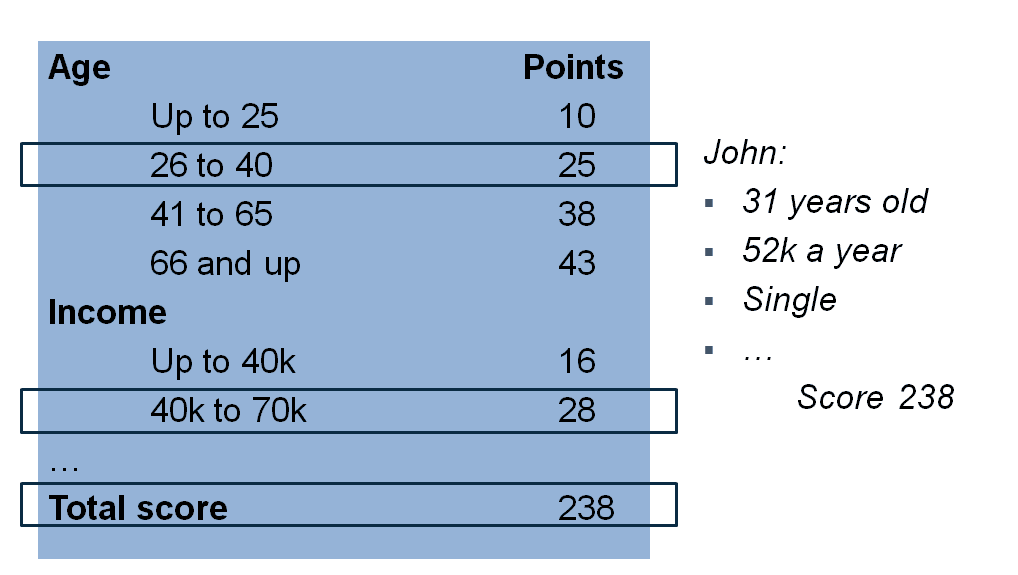 Age Points
Up to 25 10
26 to 40 25
41 to 65 38
66 and up 43
Income
Up to 40k 16
40k to 70k 28
…
Total score 238
John:
▪ 31 years old
▪ 52k a year
▪ Single
▪ …
Score 238